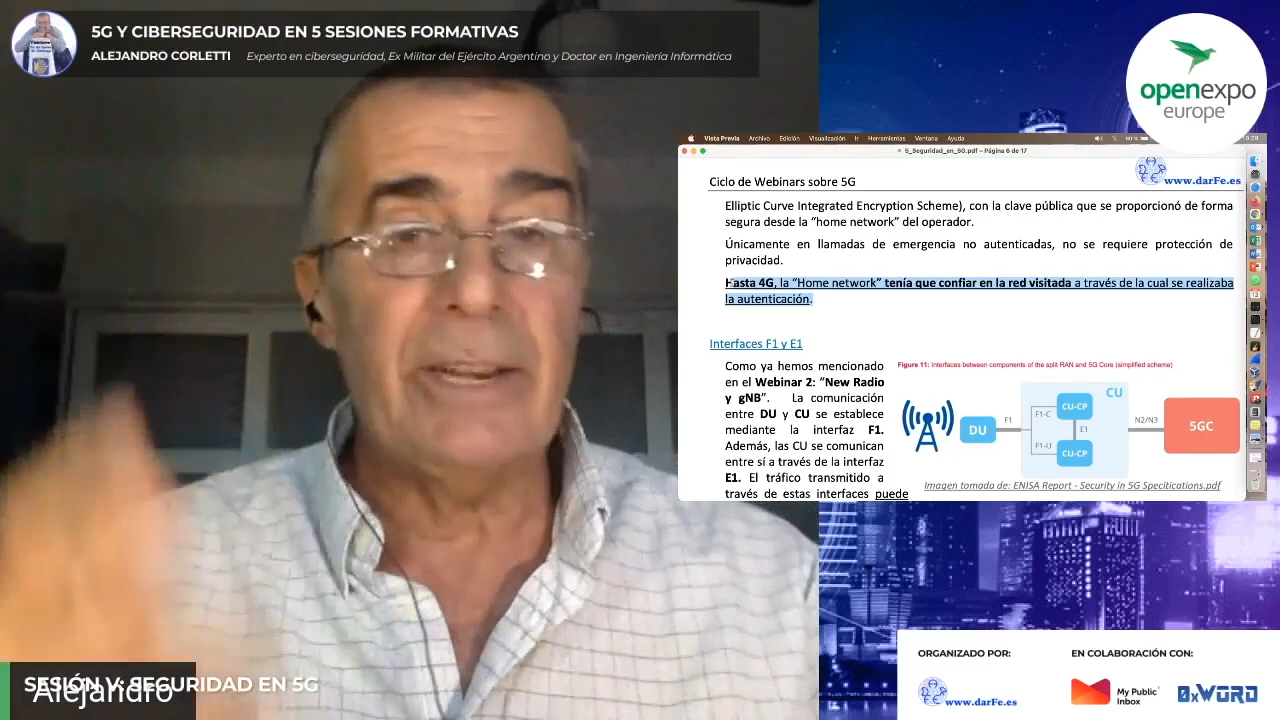 5G Y CIBERSEGURIDAD EN 5 SESIONES FORMATIVAS
ALEJANDRO CORLETTI Experto en ciberseguridad, Ex Militar del Ejército Argentino y Doctor en Ingeniería Informática
openexpo
europe
Vista Previa Archivo Edición Visualización Ir Herramientas Ventana Ayuda
5_Seguridad_en_5G.pdf – Página 6 de 17
Ciclo de Webinars sobre 5G
www.darFe.es
Elliptic Curve Integrated Encryption Scheme), con la clave pública que se proporcionó de forma
segura desde la “home network” del operador.
Únicamente en llamadas de emergencia no autenticadas, no se requiere protección de
privacidad.
Hasta 4G, la “Home network” tenía que confiar en la red visitada a través de la cual se realizaba
la autenticación.
Interfaces F1 y E1
Como ya hemos mencionado
en el Webinar 2: “New Radio
y gNB”. La comunicación
entre DU y CU se establece
mediante la interfaz F1.
Además, las CU se comunican
entre sí a través de la interfaz
E1. El tráfico transmitido a
través de estas interfaces puede
Figure 11: Interfaces between components of the split RAN and 5G Core (simplified scheme)
CU
CU-CP
F1
F1-C
DU
E1
N2/N3
5GC
F1-U
CU-CP
Imagen tomada de: ENISA Report - Security in 5G Specitications.pdf
SESIÓN V: SEGURIDAD EN 5G
Alejandro
ORGANIZADO POR:
www.darFe.es
EN COLABORACIÓN CON:
My Public
Inbox
0xWORD